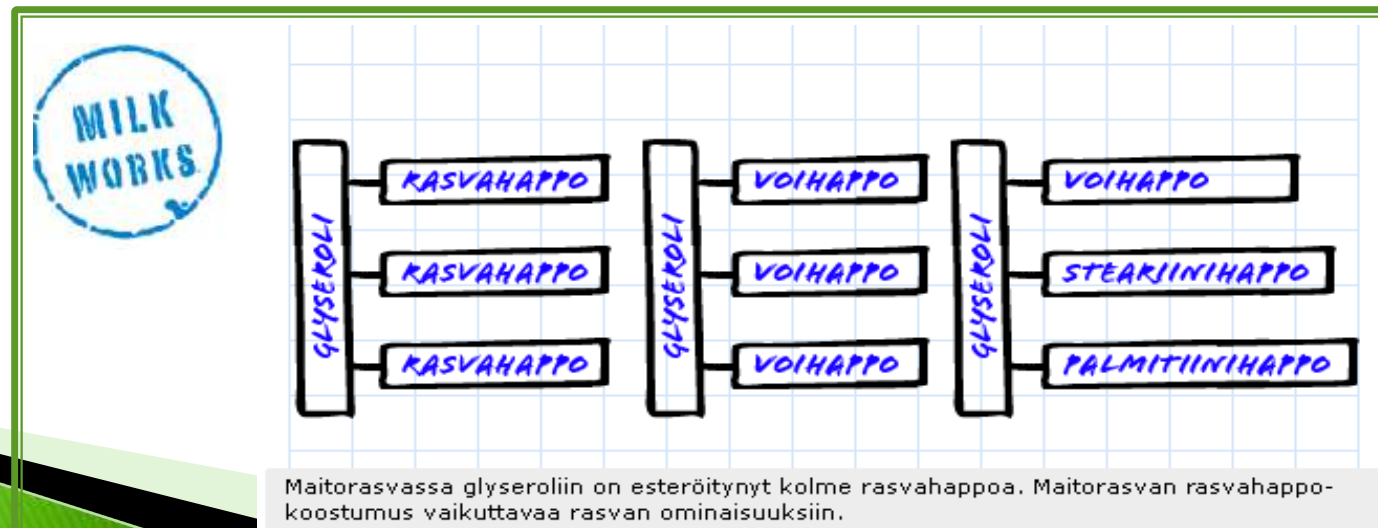 MILK
WORKS
GLYSEROLI
RASVAHAPPO
RASVAHAPPO
RASVAHAPPO
GLYSEROLI
VOIHAPPO
VOIHAPPO
VOIHAPPO
GLYSEROLI
VOIHAPPO
STEARIINIHAPPO
PALMITIINIHAPPO
Maitorasvassa glyseroliin on esteröitynyt kolme rasvahappoa. Maitorasvan rasvahappo-
koostumus vaikuttavaa rasvan ominaisuuksiin.